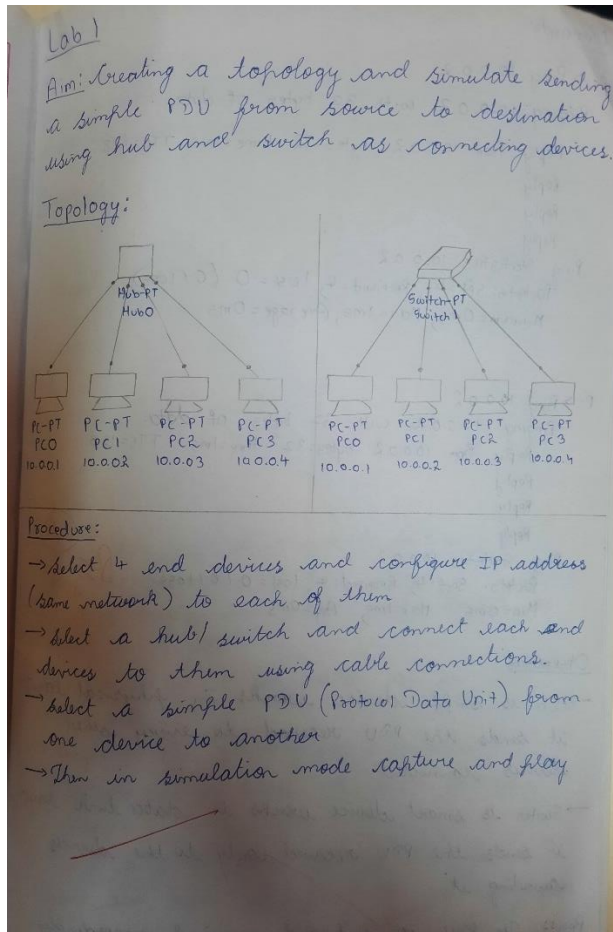 Lab 1
Aim: Creating a topology and simulate sending
a simple PDU from source to destination
using hub and switch as connecting devices.
Topology:
Hub-PT
Hub0
PC-PT PC-PT PC-PT PC-PT
PC0 PC1 PC2 PC3
10.0.0.1 10.0.0.2 10.0.0.3 10.0.0.4
Switch-PT
Switch1
PC-PT PC-PT PC-PT PC-PT
PC0 PC1 PC2 PC3
10.0.0.1 10.0.0.2 10.0.0.3 10.0.0.4
Procedure:
→ Select 4 end devices and configure IP address
(same network) to each of them
→ Select a hub/switch and connect each end
devices to them using cable connections.
→ Select a simple PDU (Protocol Data Unit) from
one device to another
→ Then in simulation mode capture and play